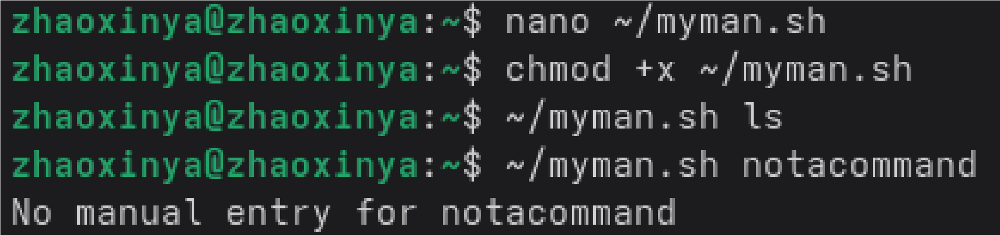 zhaoxinya@zhaoxinya:~$ nano ~/myman.sh
zhaoxinya@zhaoxinya:~$ chmod +x ~/myman.sh
zhaoxinya@zhaoxinya:~$ ~/myman.sh ls
zhaoxinya@zhaoxinya:~$ ~/myman.sh notacommand
No manual entry for notacommand